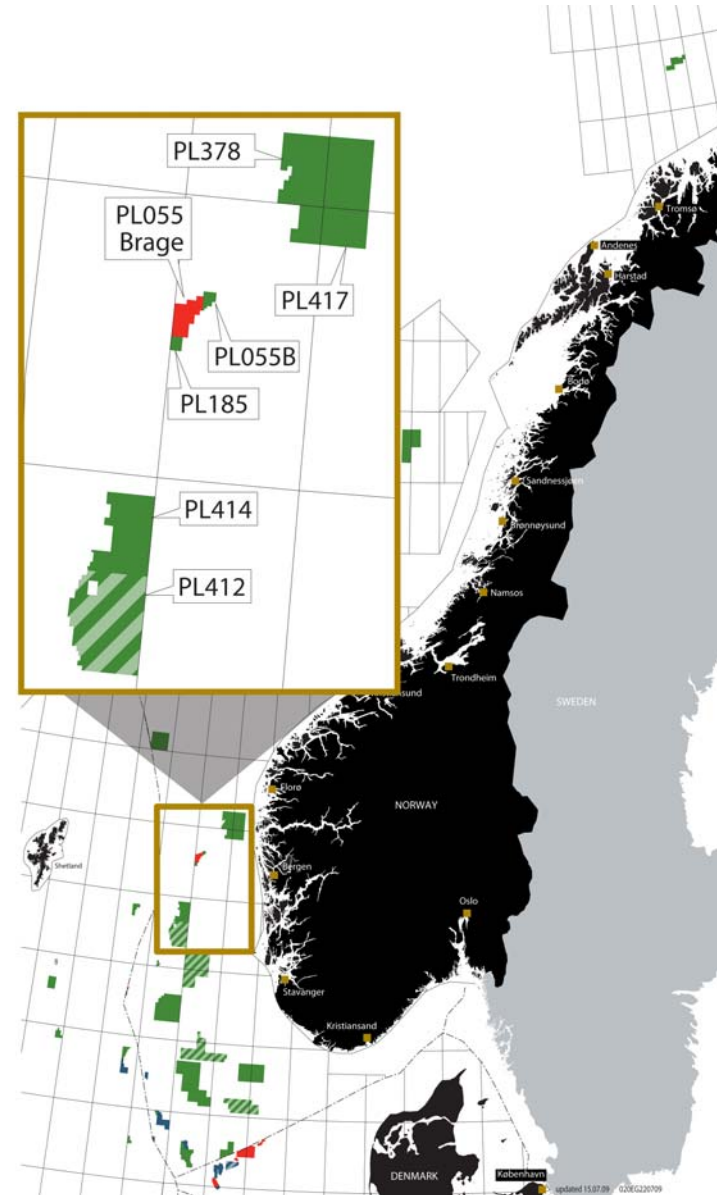 PL378
PL055
Brage
PL417
PL055B
PL185
PL414
PL412
Tromsø
Andenes
Harstad
Bodø
Sandnessjøen
Brønnøysund
Namsos
Trondheim
SWEDEN
Florø
NORWAY
Shetland
Bergen
Oslo
Stavanger
Kristiansand
DENMARK
København
updated 15.07.09 020EG220709